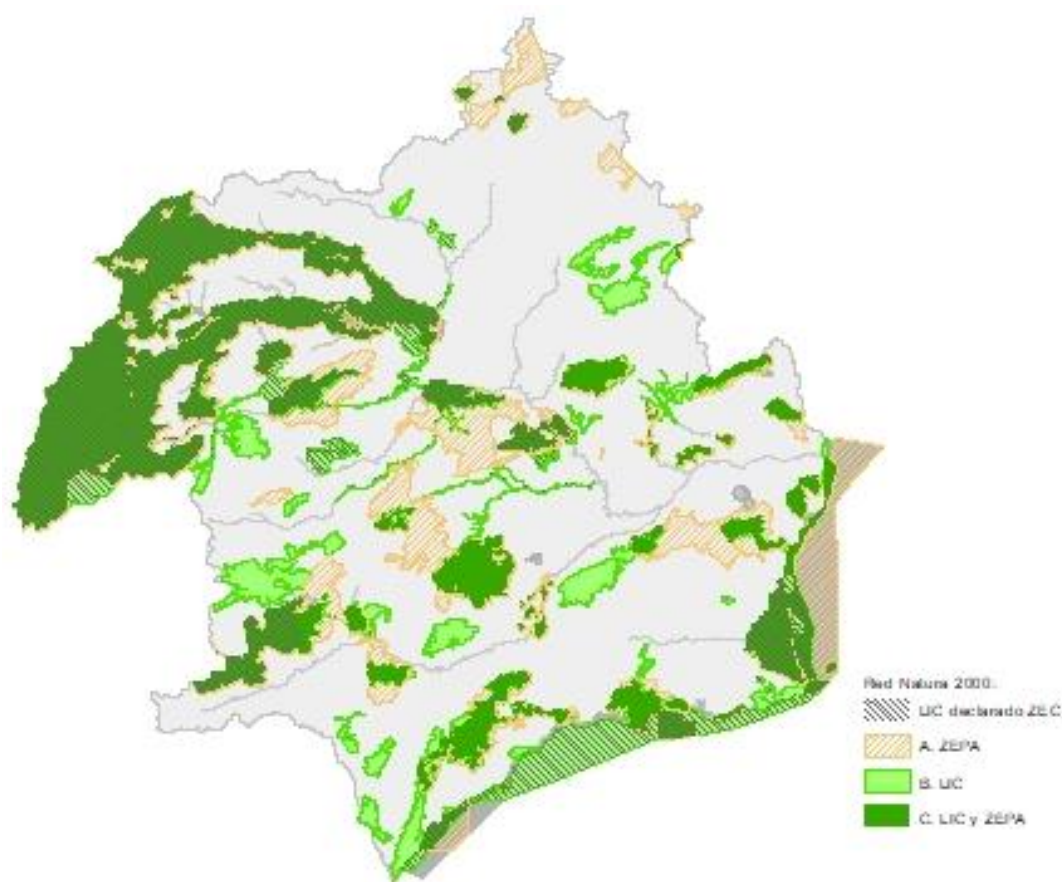 Red Natura 2000:
LIC declarado ZEC
A. ZEPA
B. LIC
C. LIC y ZEPA